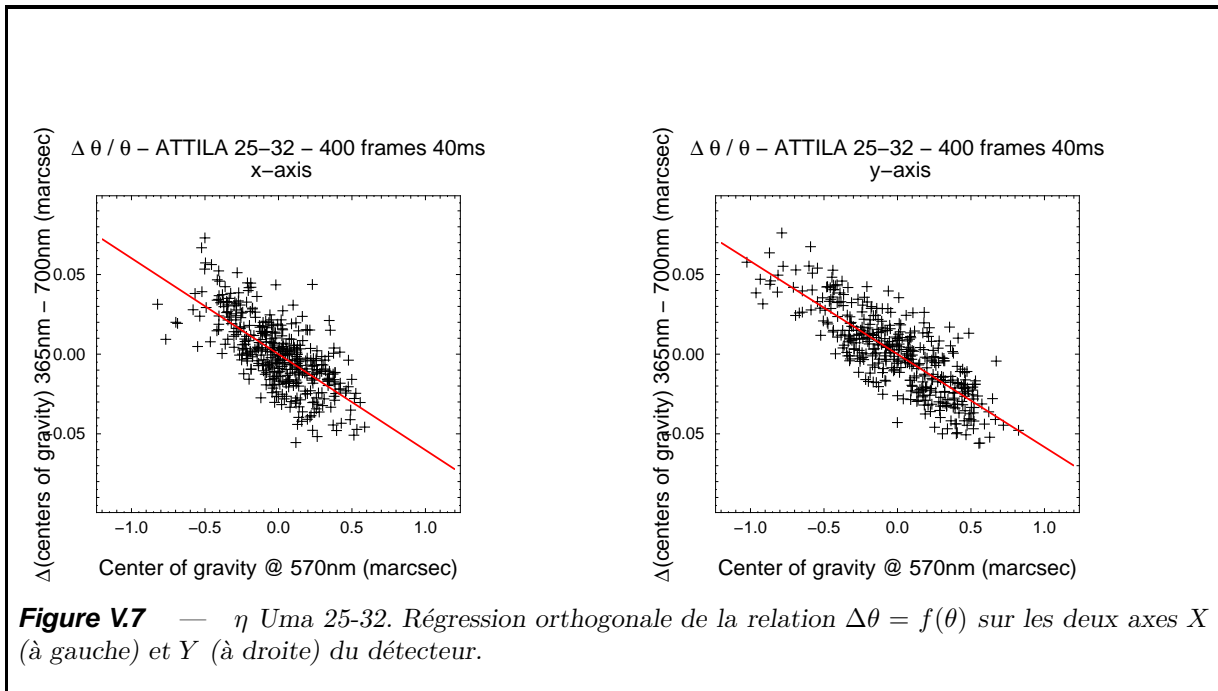 Δ θ / θ − ATTILA 25−32 − 400 frames 40ms
x−axis
Δ(centers of gravity) 365nm − 700nm (marcsec)
0.05
0.00
−0.05
−1.0 −0.5 0.0 0.5 1.0
Center of gravity @ 570nm (marcsec)
Δ θ / θ − ATTILA 25−32 − 400 frames 40ms
y−axis
Δ(centers of gravity) 365nm − 700nm (marcsec)
0.05
0.00
−0.05
−1.0 −0.5 0.0 0.5 1.0
Center of gravity @ 570nm (marcsec)
Figure V.7 — η Uma 25-32. Régression orthogonale de la relation Δθ = f(θ) sur les deux axes X
(à gauche) et Y (à droite) du détecteur.